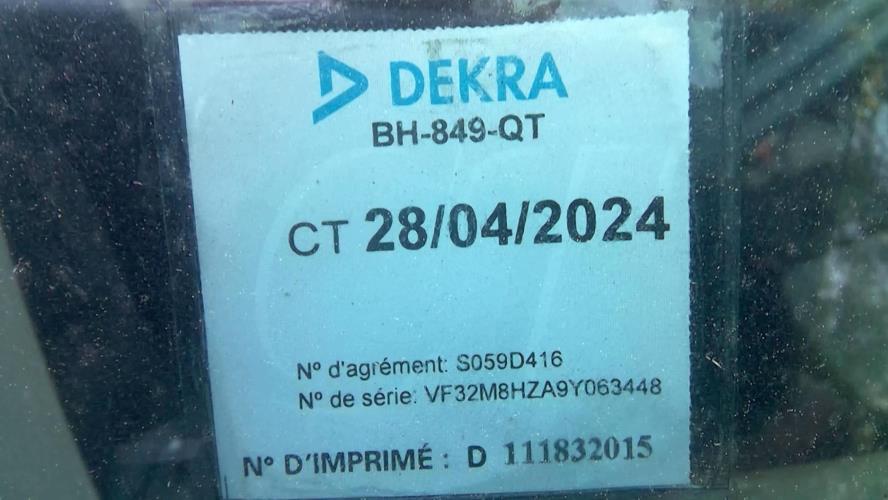 DEKRA
BH-849-QT
CT 28/04/2024
N° d'agrément: S059D416
N° de série: VF32M8HZA9Y063448
N° D'IMPRIMÉ : D 111832015